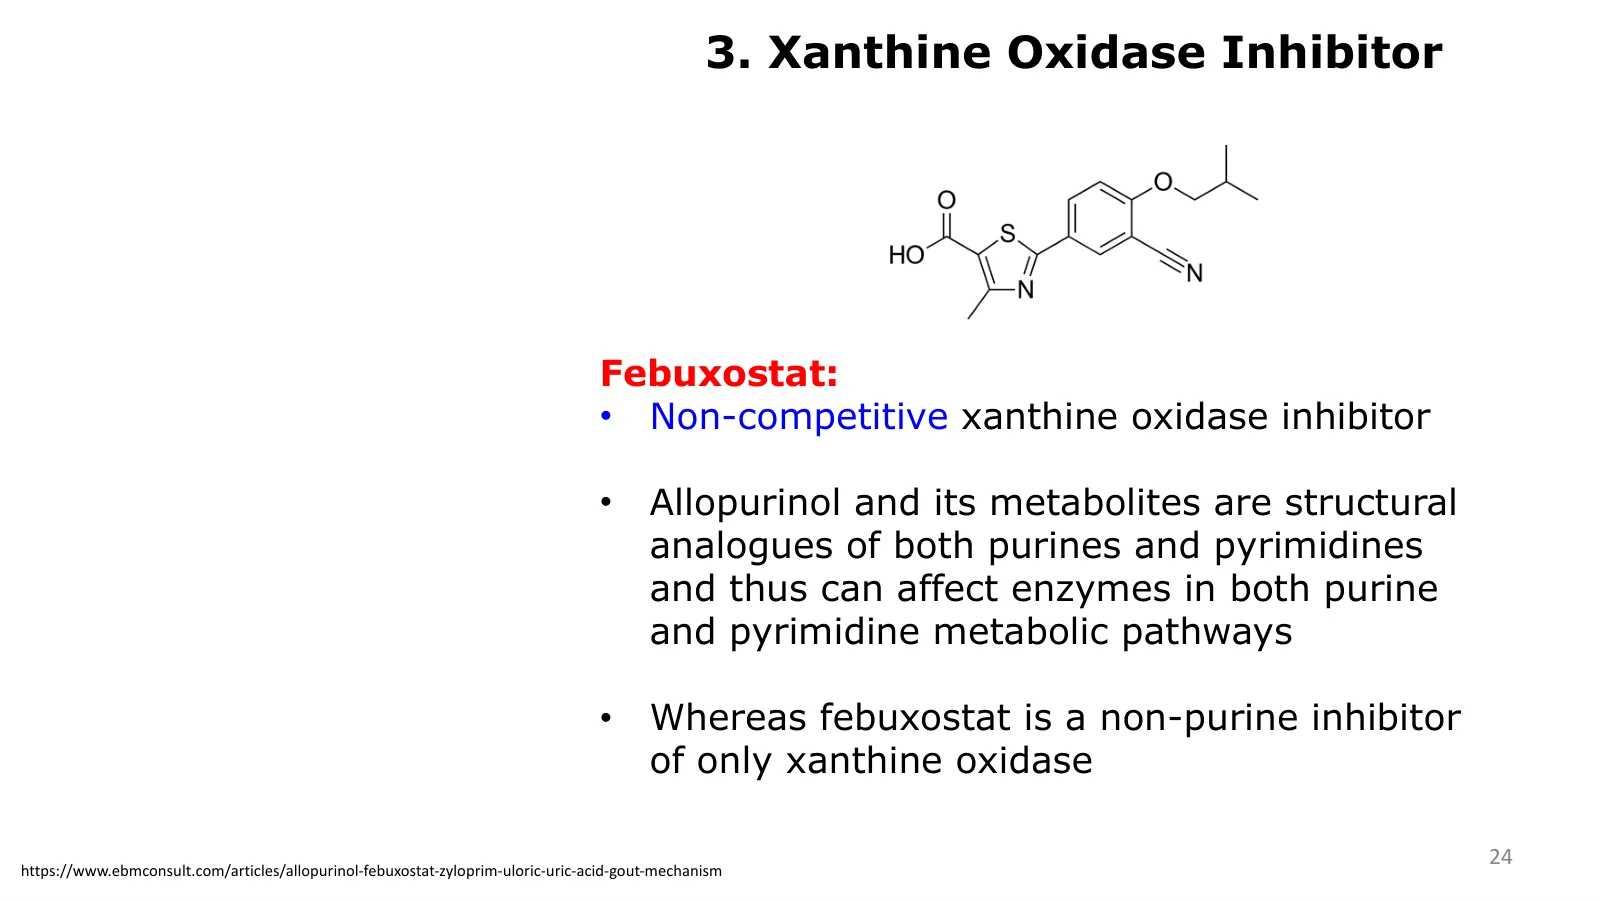 3. Xanthine Oxidase Inhibitor
O
O
S
HO
N
N
Febuxostat:
• Non-competitive xanthine oxidase inhibitor
• Allopurinol and its metabolites are structural
analogues of both purines and pyrimidines
and thus can affect enzymes in both purine
and pyrimidine metabolic pathways
• Whereas febuxostat is a non-purine inhibitor
of only xanthine oxidase
24
https://www.ebmconsult.com/articles/allopurinol-febuxostat-zyloprim-uloric-uric-acid-gout-mechanism